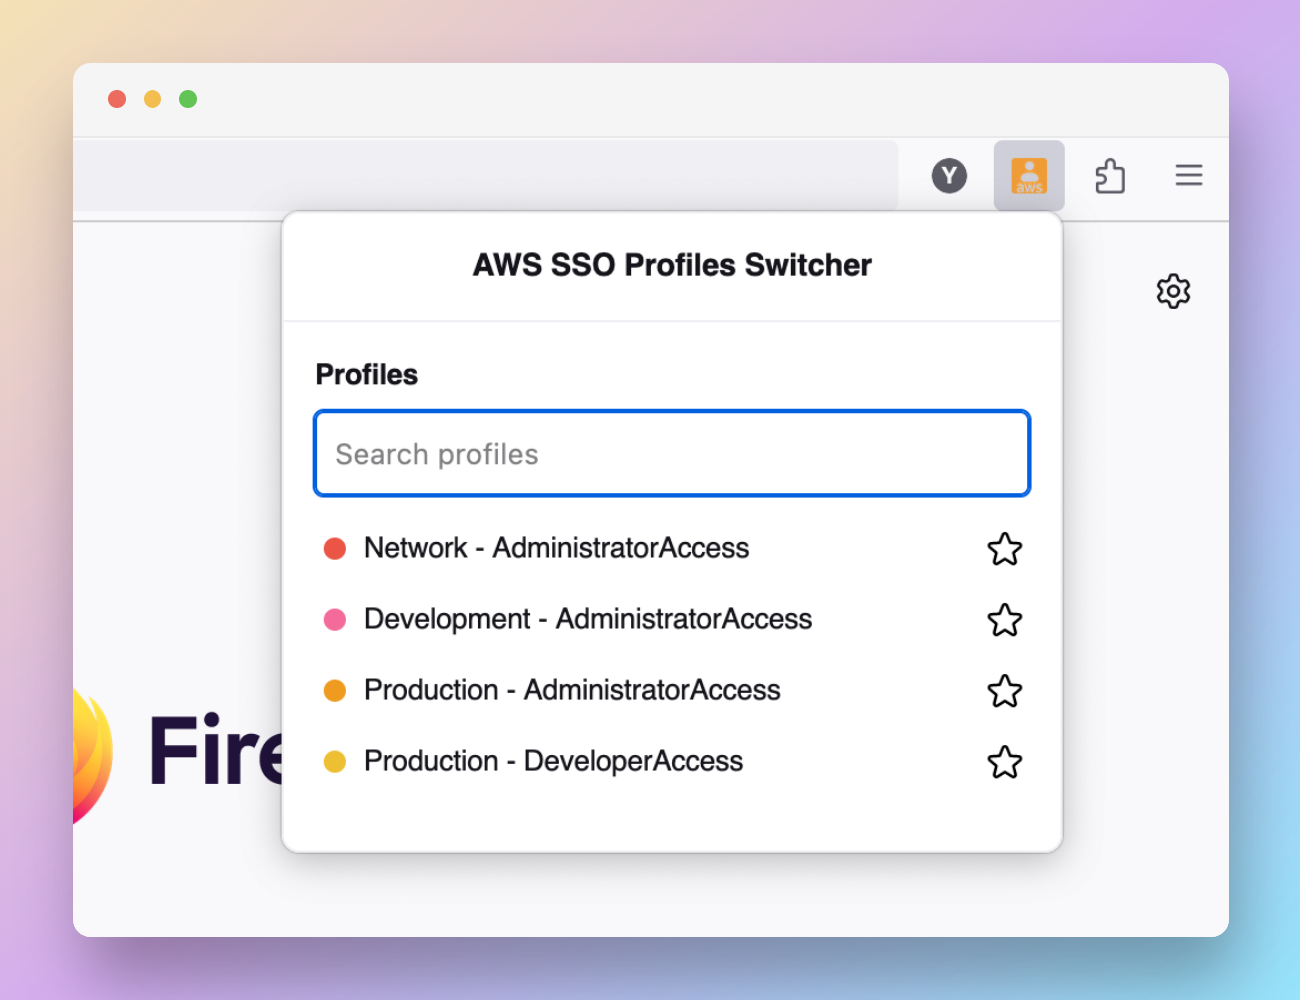 Y
aws
AWS SSO Profiles Switcher
Profiles
Search profiles
Network - AdministratorAccess
Development - AdministratorAccess
Production - AdministratorAccess
Fire
Production - DeveloperAccess